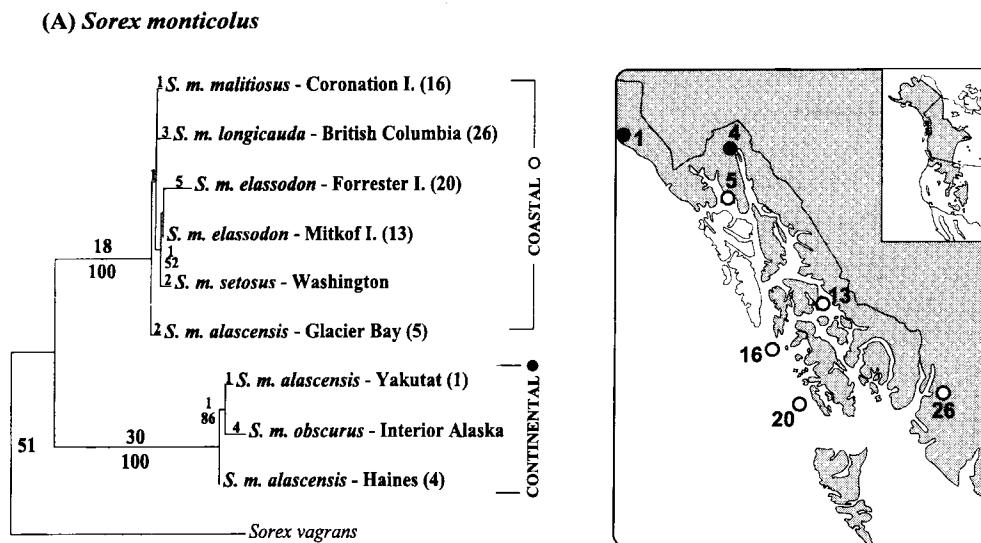 (A) Sorex monticolus
1 S. m. malitiosus - Coronation I. (16)
3 S. m. longicauda - British Columbia (26)
5 S. m. elassodon - Forrester I. (20)
S. m. elassodon - Mitkof I. (13)
1
52
2 S. m. setosus - Washington
2 S. m. alascensis - Glacier Bay (5)
18
100
1
COASTAL
1 S. m. alascensis - Yakutat (1)
1
86
4 S. m. obscurus - Interior Alaska
S. m. alascensis - Haines (4)
30
100
51
CONTINENTAL
Sorex vagrans
1
4
5
13
16
20
26